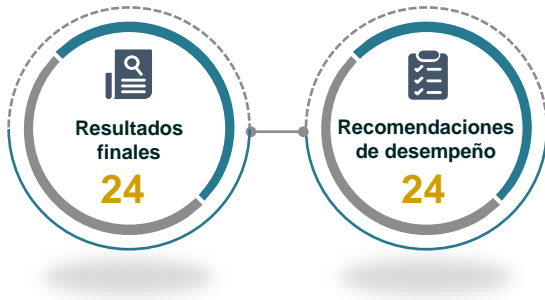 Resultados
finales
24
Recomendaciones
de desempeño
24